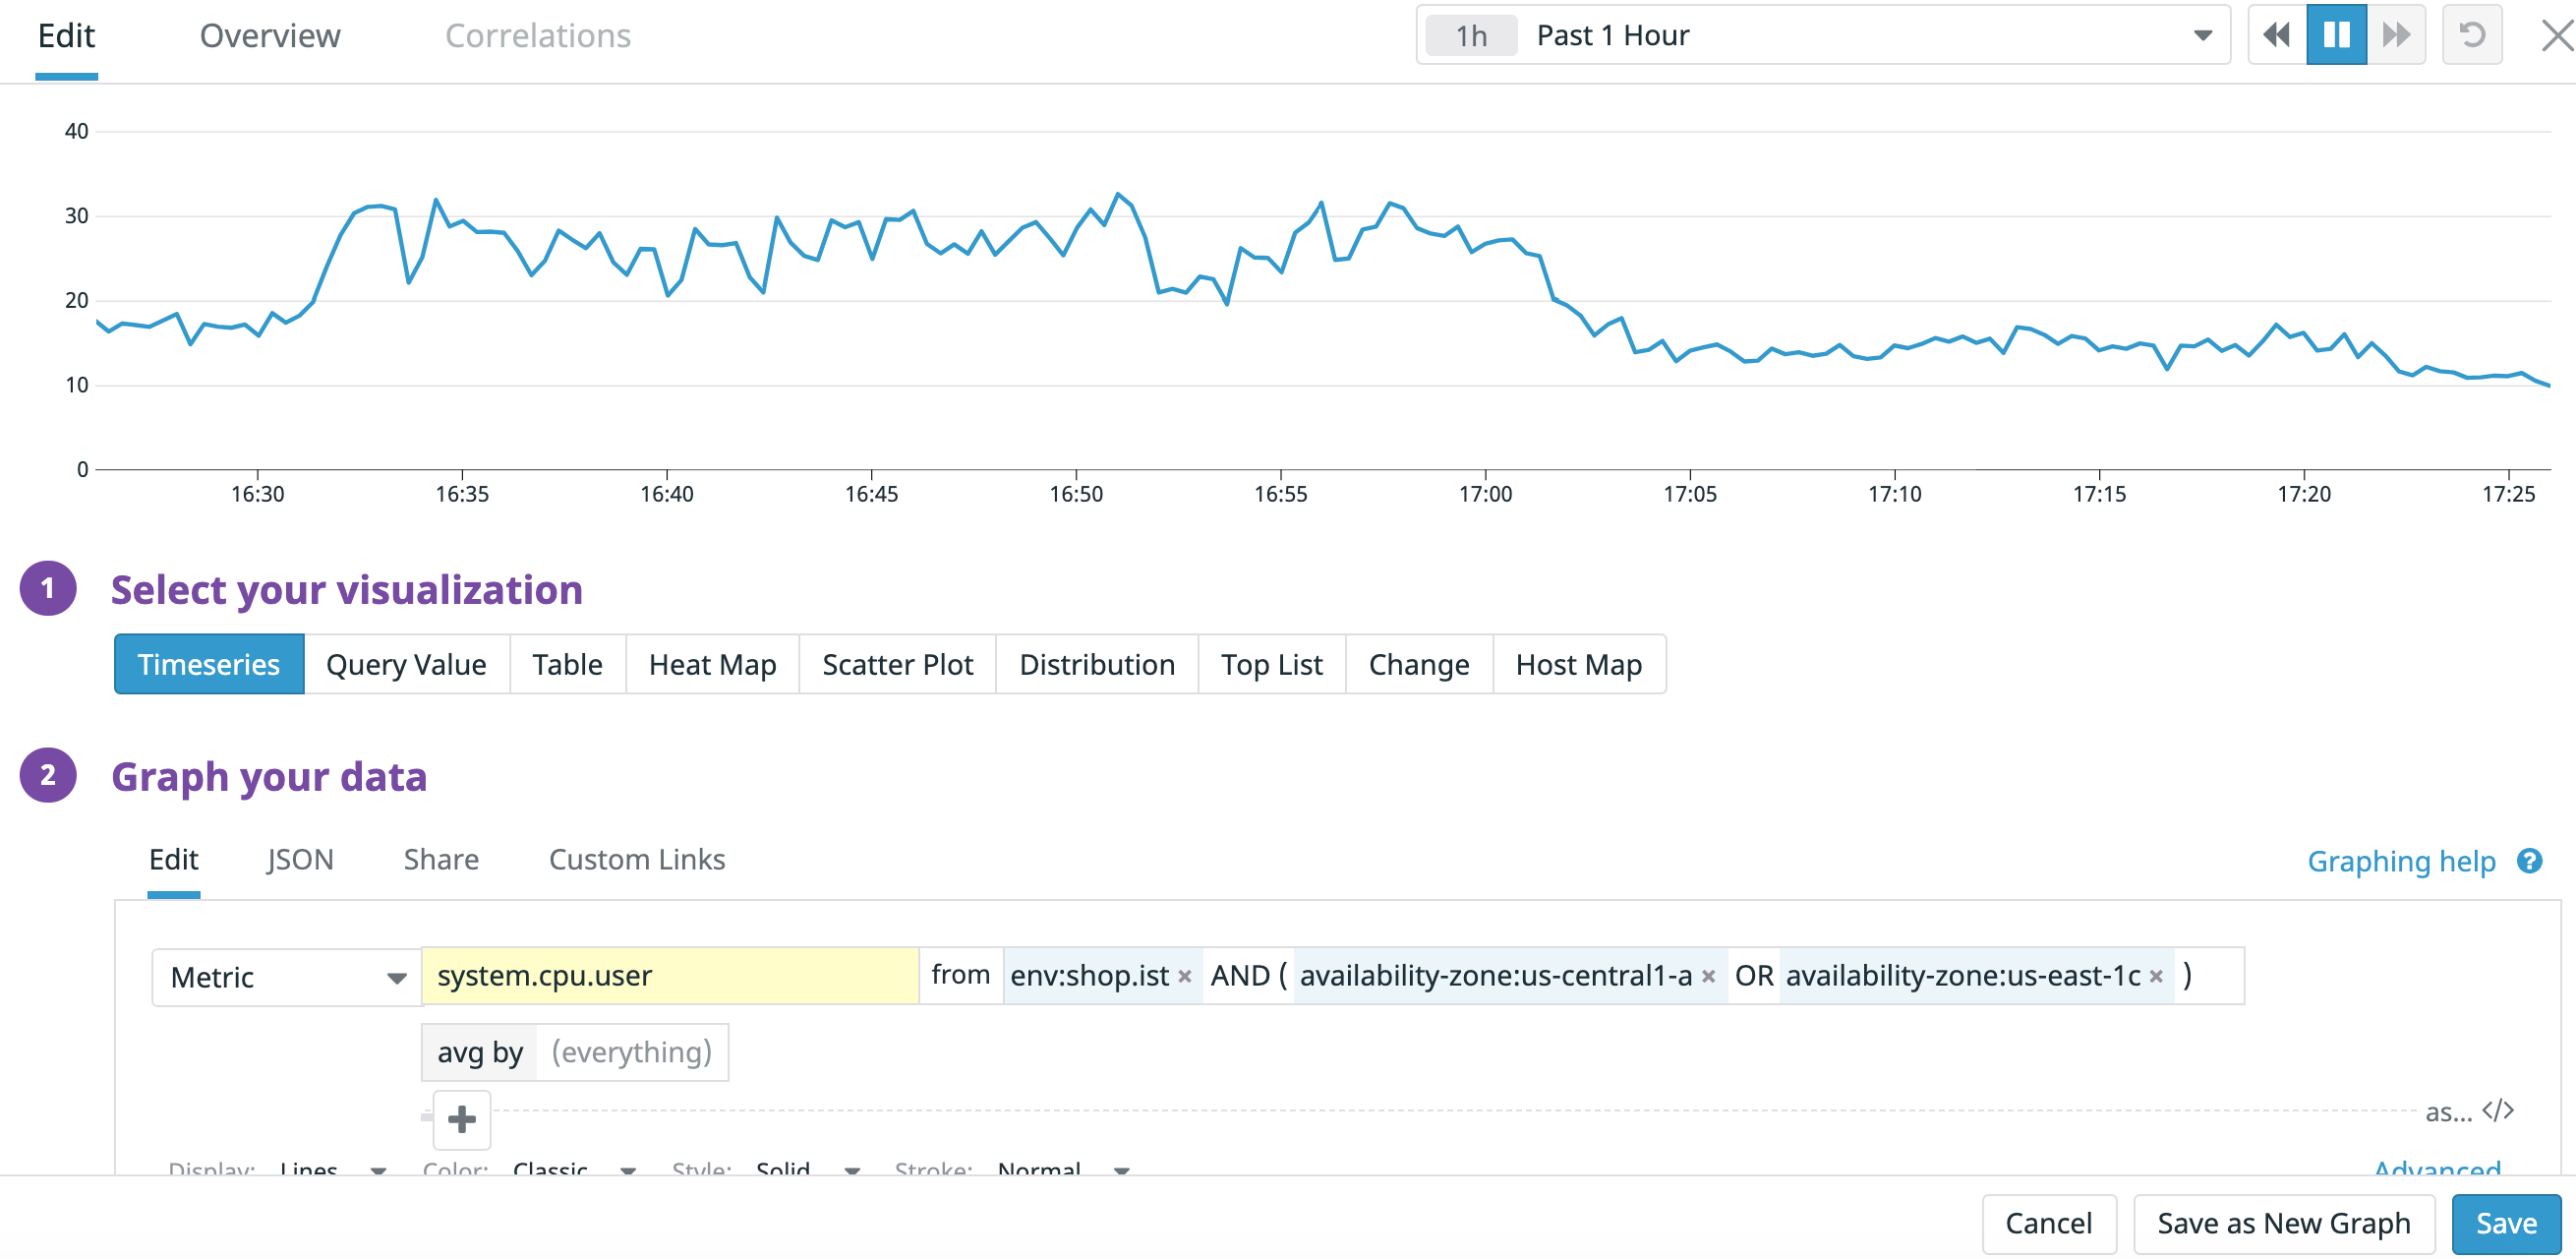 Edit Overview Correlations 1h Past 1 Hour
40
30
20
10
0
16:30 16:35 16:40 16:45 16:50 16:55 17:00 17:05 17:10 17:15 17:20 17:25
1 Select your visualization
Timeseries Query Value Table Heat Map Scatter Plot Distribution Top List Change Host Map
2 Graph your data
Edit JSON Share Custom Links Graphing help ?
Metric system.cpu.user from env:shop.ist × AND ( availability-zone:us-central1-a × OR availability-zone:us-east-1c × )
avg by (everything)
+ as... </>
Display: Lines Color: Classic Style: Solid Stroke: Normal Advanced
Cancel Save as New Graph Save